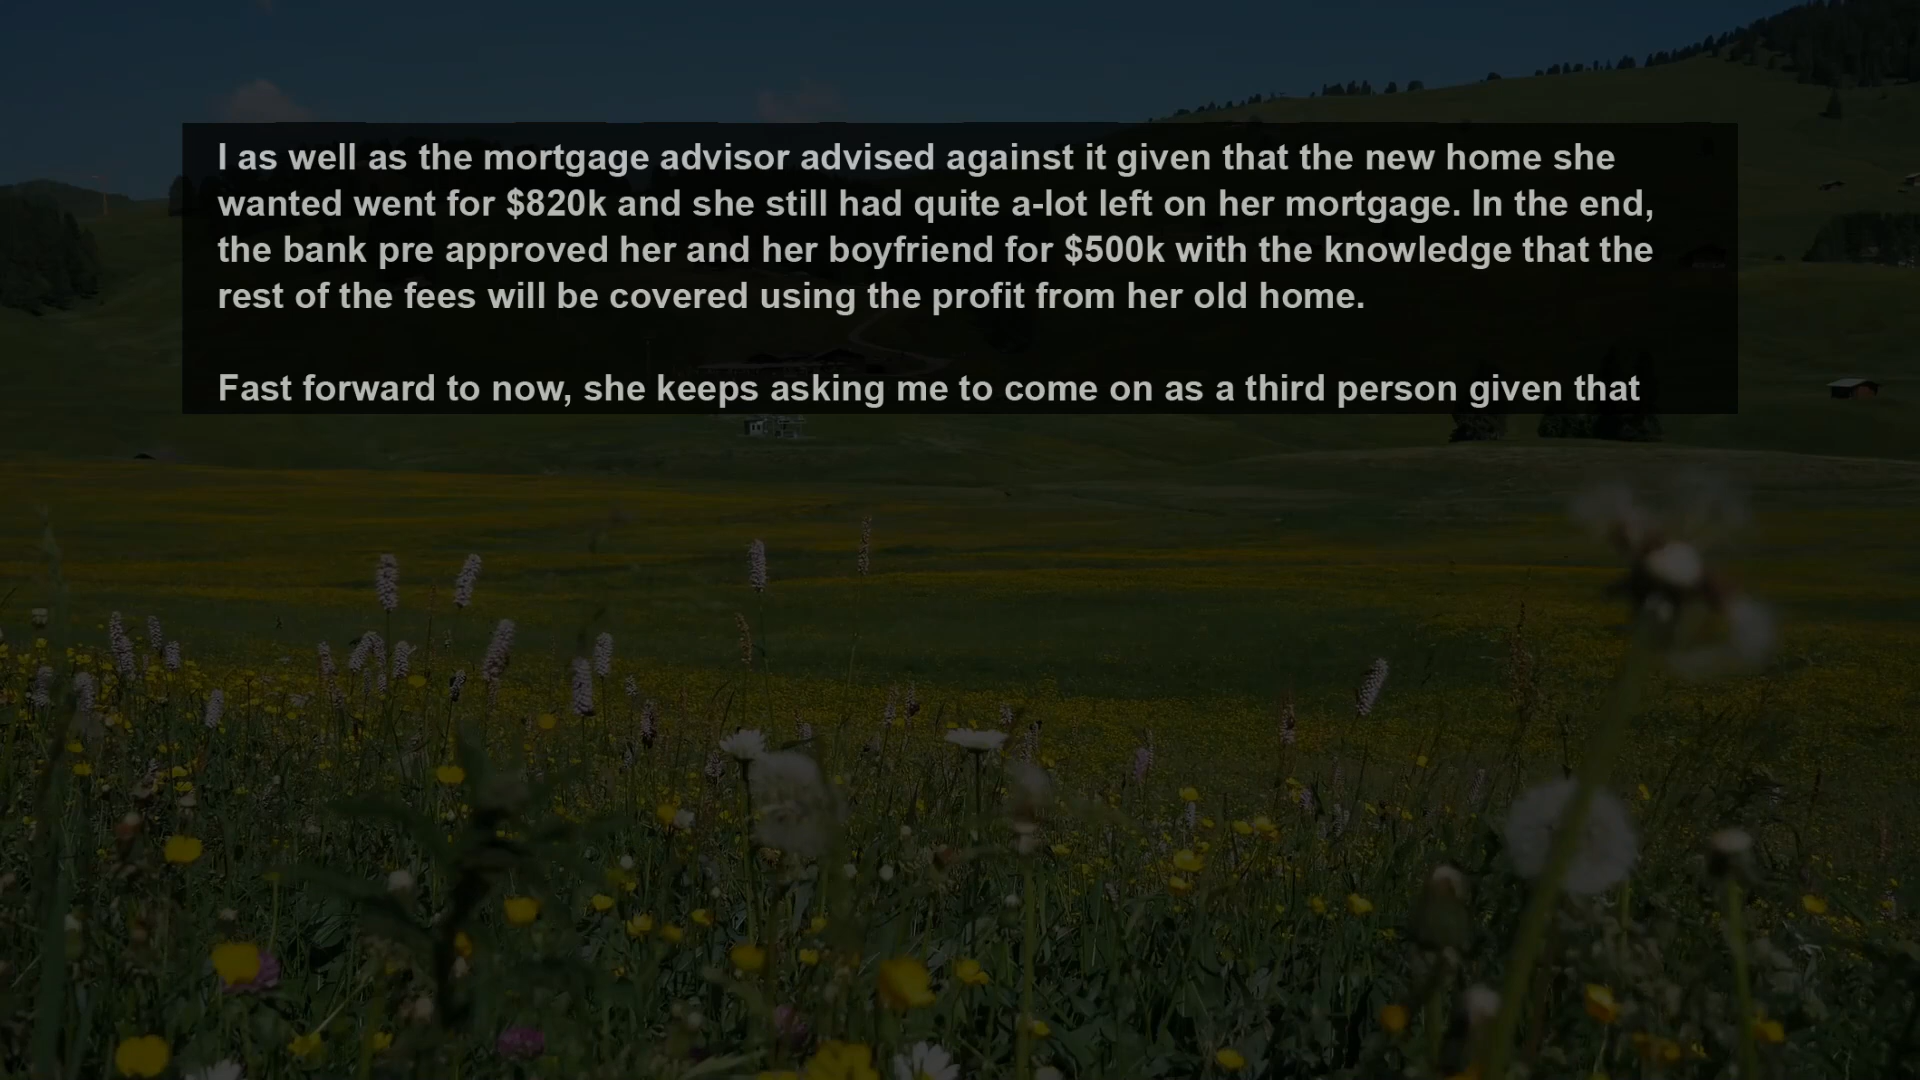 I as well as the mortgage advisor advised against it given that the new home she
wanted went for $820k and she still had quite a-lot left on her mortgage. In the end,
the bank pre approved her and her boyfriend for $500k with the knowledge that the
rest of the fees will be covered using the profit from her old home.
Fast forward to now, she keeps asking me to come on as a third person given that